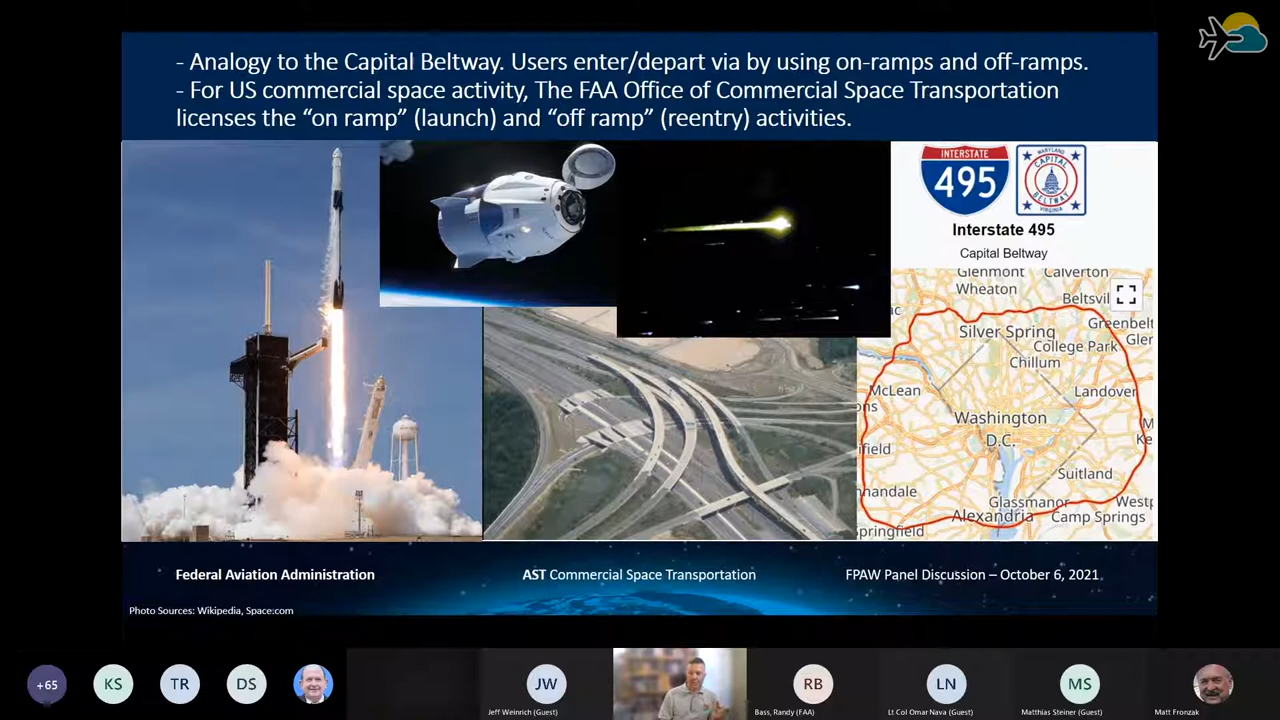 - Analogy to the Capital Beltway. Users enter/depart via by using on-ramps and off-ramps.
- For US commercial space activity, The FAA Office of Commercial Space Transportation
licenses the “on ramp” (launch) and “off ramp” (reentry) activities.
INTERSTATE
495
MARYLAND
CAPITAL
BELTWAY
VIRGINIA
Interstate 495
Capital Beltway
Glenmont
Calverton
Wheaton
Beltsvil
Silver Spring
Greenbelt
College Park
Chillum
McLean
Landover
Washington
D.C.
Suitland
Glassmanor
Alexandria
Camp Springs
Federal Aviation Administration
AST Commercial Space Transportation
FPAW Panel Discussion – October 6, 2021
Photo Sources: Wikipedia, Space.com
+65
KS
TR
DS
JW
RB
LN
MS
Jeff Weinrich (Guest)
Bass, Randy (FAA)
Lt Col Omar Nava (Guest)
Matthias Steiner (Guest)
Matt Fronzak